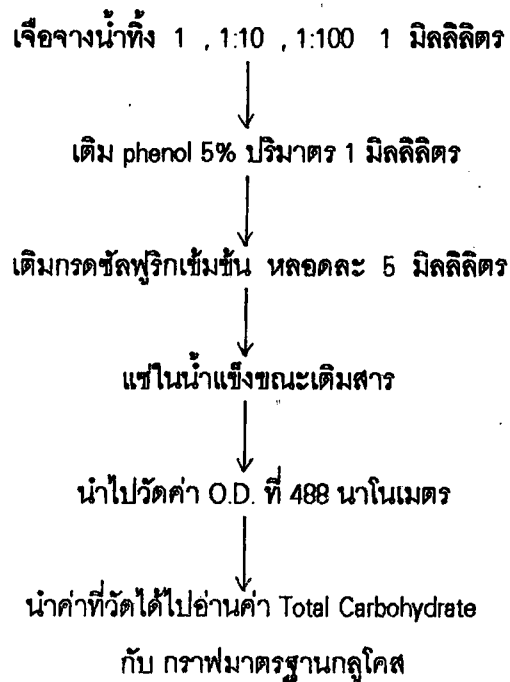 เจือจางน้ำทิ้ง 1 , 1:10 , 1:100 1 มิลลิลิตร
เติม phenol 5% ปริมาตร 1 มิลลิลิตร
เติมกรดซัลฟูริกเข้มข้น หลอดละ 5 มิลลิลิตร
แช่ในน้ำแข็งขณะเติมสาร
นำไปวัดค่า O.D. ที่ 488 นาโนเมตร
นำค่าที่วัดได้ไปอ่านค่า Total Carbohydrate
กับ กราฟมาตรฐานกลูโคส